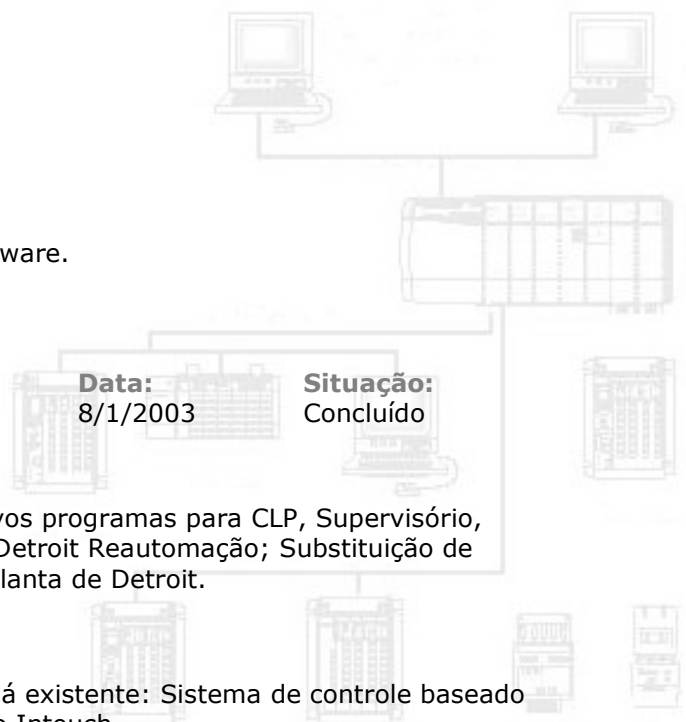 ware.
Data: Situação:
8/1/2003 Concluído
vos programas para CLP, Supervisório,
Detroit Reautomação; Substituição de
lanta de Detroit.
á existente: Sistema de controle baseado
Intouch